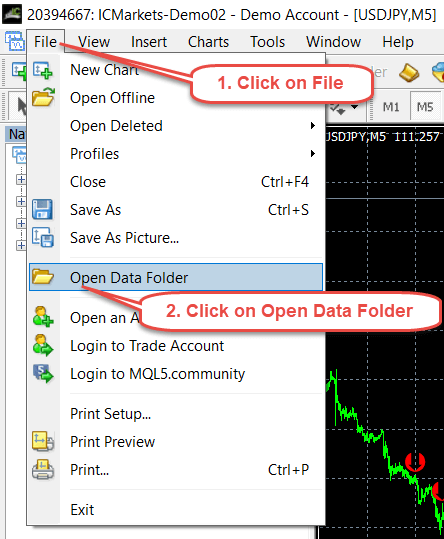 20394667: ICMarkets-Demo02 - Demo Account - [USDJPY,M5]
File View Insert Charts Tools Window Help
New Chart
1. Click on File
Open Offline
M1 M5
Open Deleted
USDJPY,M5 111.257
Profiles
Close Ctrl+F4
Save As Ctrl+S
Save As Picture...
Open Data Folder
2. Click on Open Data Folder
Open an
Login to Trade Account
Login to MQL5.community
Print Setup...
Print Preview
Print... Ctrl+P
Exit